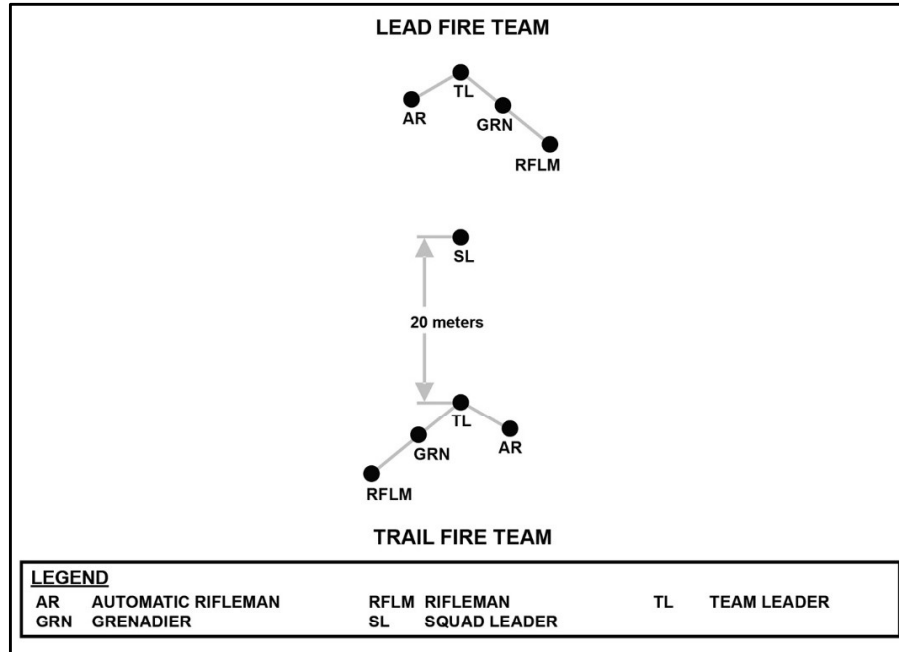 LEAD FIRE TEAM
TL
AR
GRN
RFLM
SL
20 meters
TL
AR
GRN
RFLM
TRAIL FIRE TEAM
LEGEND
AR AUTOMATIC RIFLEMAN RFLM RIFLEMAN TL TEAM LEADER
GRN GRENADIER SL SQUAD LEADER